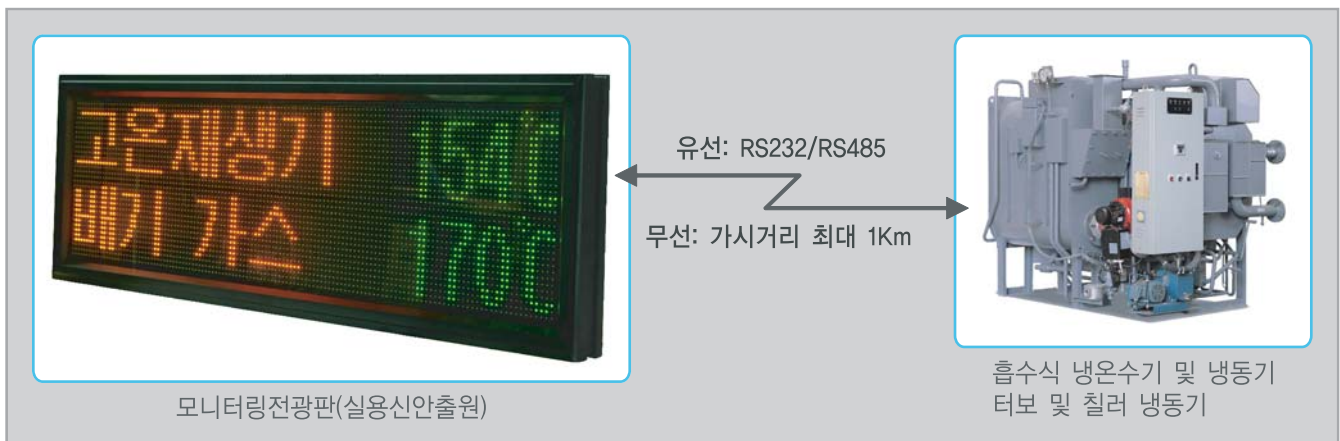 고온재생기 154℃
배기 가스 170℃
유선: RS232/RS485
무선: 가시거리 최대 1Km
모니터링전광판(실용신안출원)
흡수식 냉온수기 및 냉동기
터보 및 칠러 냉동기